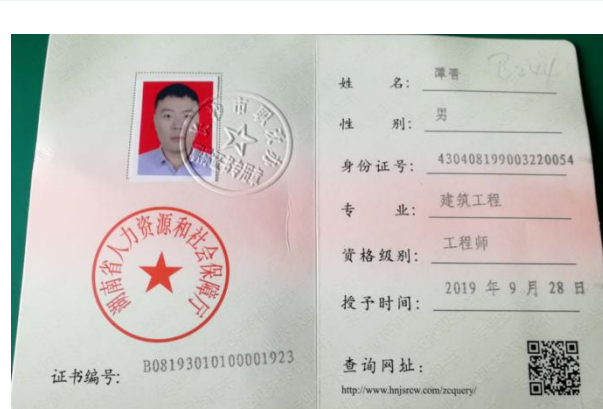 湖南省人力资源和社会保障厅
证书编号: B08193010100001923
B244
姓 名: 谭晋
性 别: 男
身份证号: 430408199003220054
专 业: 建筑工程
资格级别: 工程师
授予时间: 2019 年 9 月 28 日
查询网址:
http://www.hnjsrcw.com/zcquery/